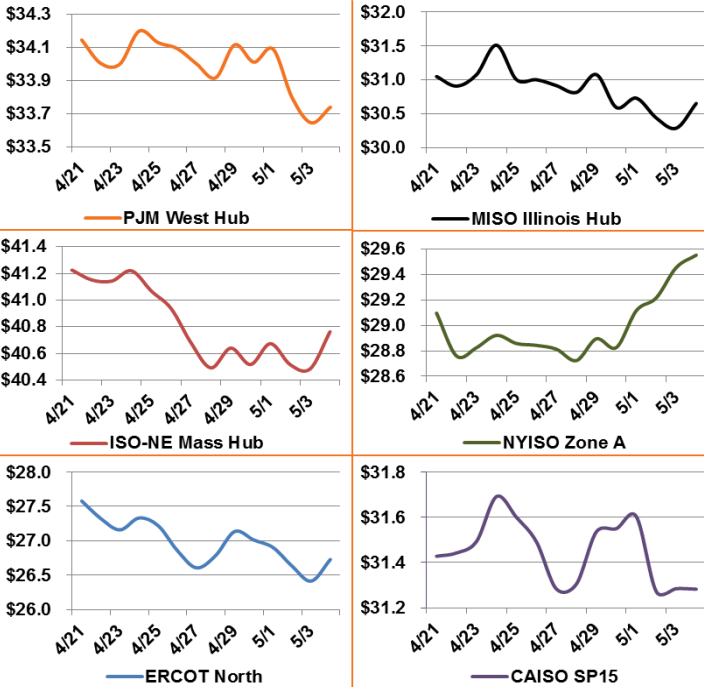 $34.3
$34.1
$33.9
$33.7
$33.5
4/21 4/23 4/25 4/27 4/29 5/1 5/3
PJM West Hub
$32.0
$31.5
$31.0
$30.5
$30.0
4/21 4/23 4/25 4/27 4/29 5/1 5/3
MISO Illinois Hub
$41.4
$41.2
$41.0
$40.8
$40.6
$40.4
4/21 4/23 4/25 4/27 4/29 5/1 5/3
ISO-NE Mass Hub
$29.6
$29.4
$29.2
$29.0
$28.8
$28.6
4/21 4/23 4/25 4/27 4/29 5/1 5/3
NYISO Zone A
$28.0
$27.5
$27.0
$26.5
$26.0
4/21 4/23 4/25 4/27 4/29 5/1 5/3
ERCOT North
$31.8
$31.6
$31.4
$31.2
4/21 4/23 4/25 4/27 4/29 5/1 5/3
CAISO SP15